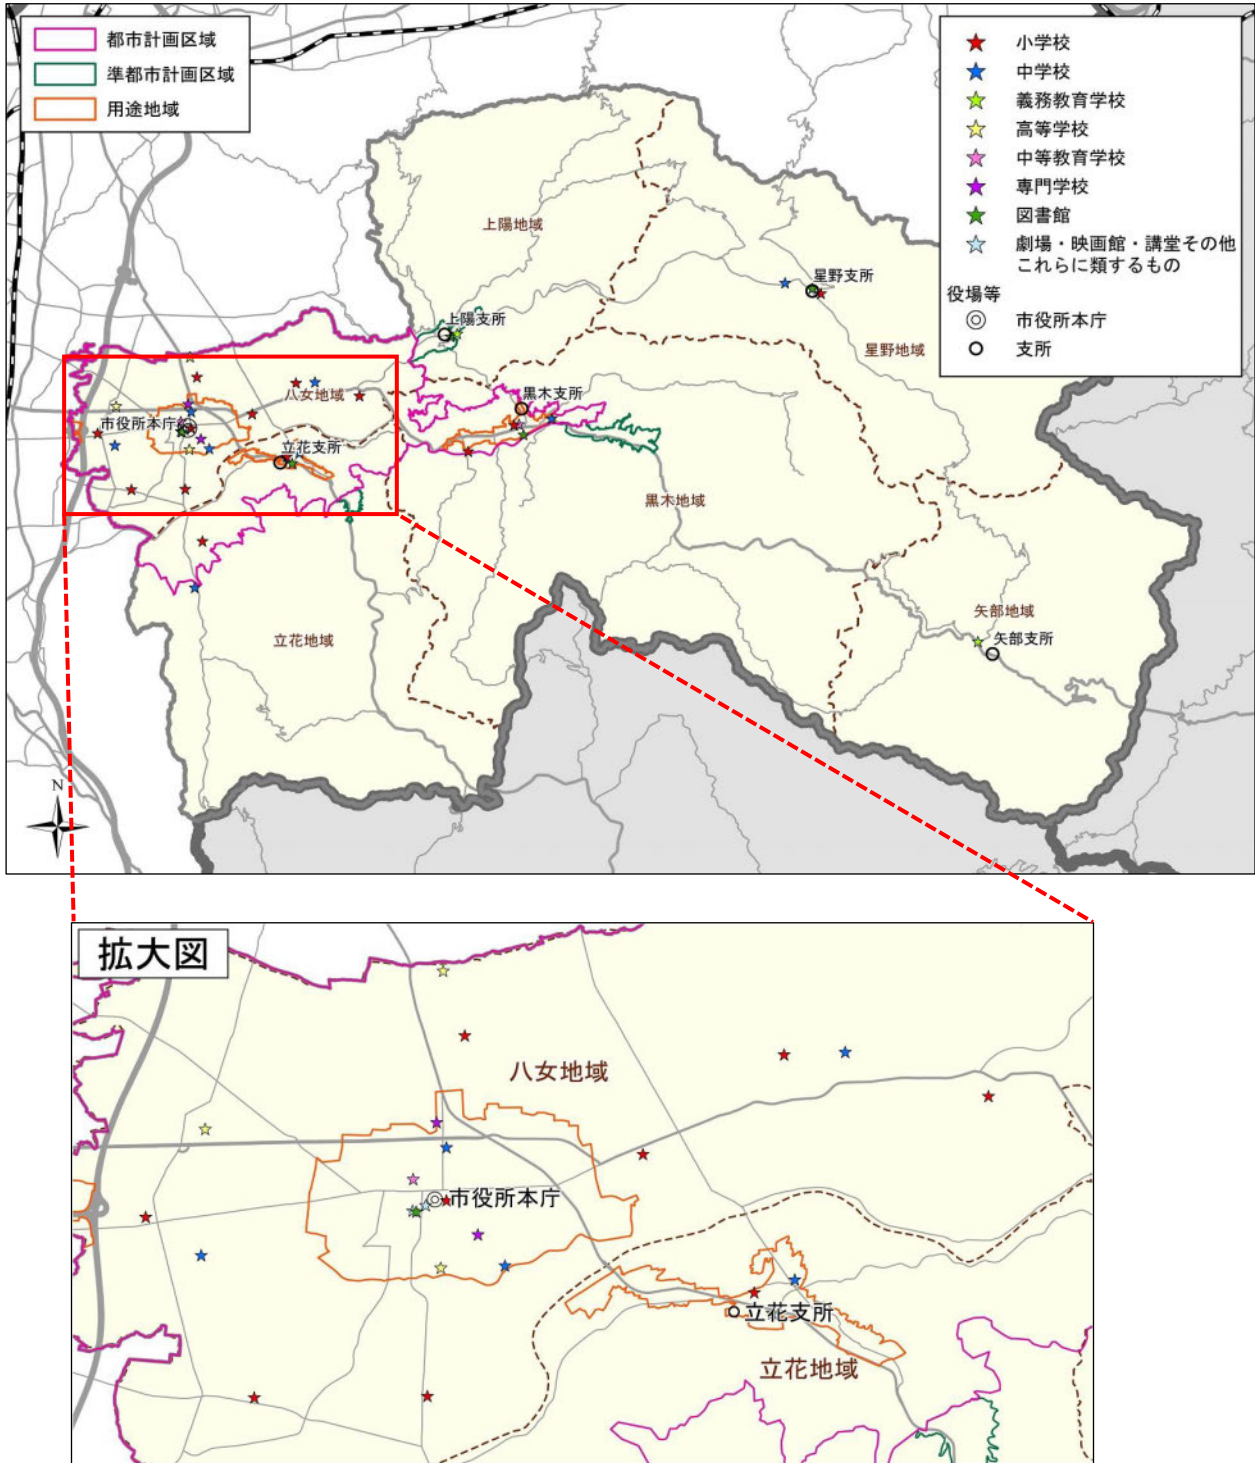 都市計画区域
準都市計画区域
用途地域
小学校
中学校
義務教育学校
高等学校
中等教育学校
専門学校
図書館
劇場・映画館・講堂その他
これらに類するもの
役場等
市役所本庁
支所
上陽地域
星野支所
上陽支所
星野地域
八女地域
黒木支所
市役所本庁
立花支所
黒木地域
矢部地域
立花地域
矢部支所
N
拡大図
八女地域
市役所本庁
立花支所
立花地域